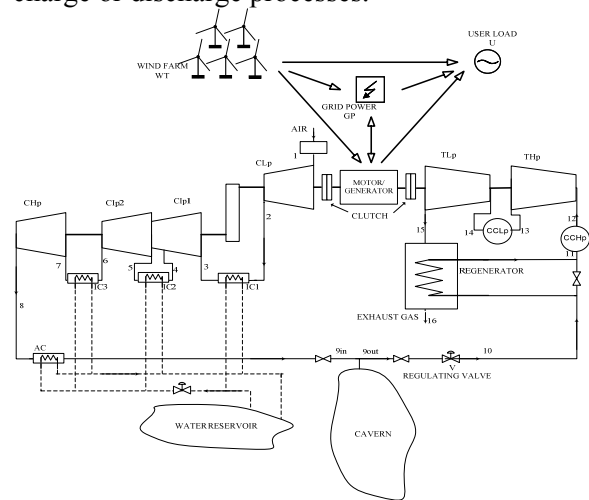 charge or discharge processes.
USER LOAD
U
WIND FARM
WT
GRID POWER
GP
AIR
1
CLp
TLp
THp
MOTOR/
GENERATOR
CHp
CIp2
CIp1
2
CLUTCH
CCLp
14
13
12
CCHp
11
15
7
6
5
4
3
IC3
IC2
IC1
REGENERATOR
8
EXHAUST GAS
16
AC
9in
9out
10
V
REGULATING VALVE
WATER RESERVOIR
CAVERN